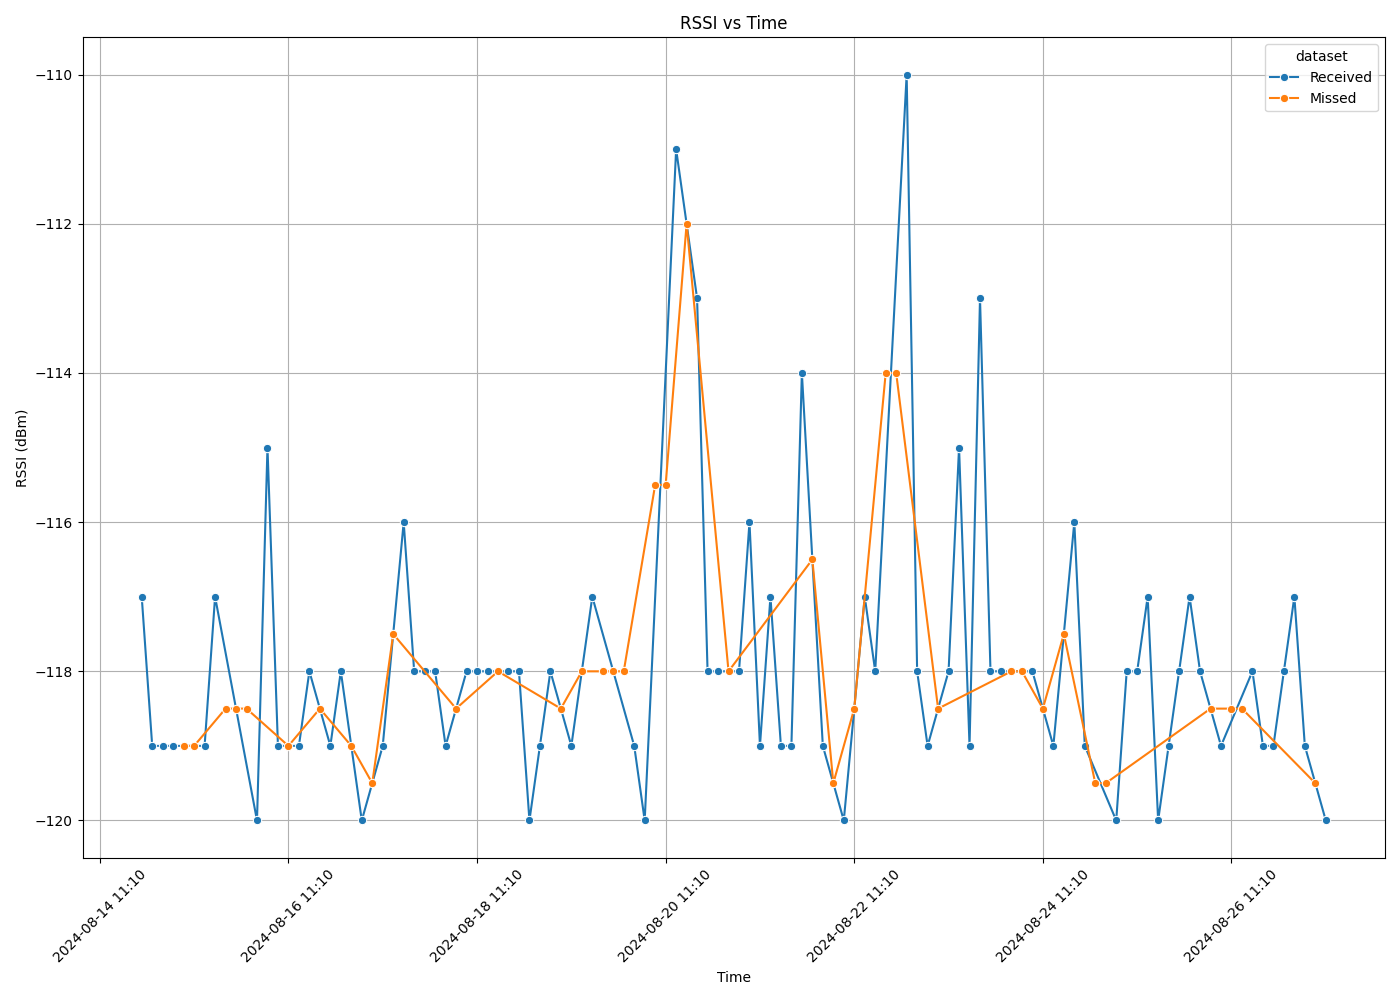 RSSI vs Time
dataset
Received
Missed
−110
−112
−114
−116
−118
−120
RSSI (dBm)
2024-08-14 11:10
2024-08-16 11:10
2024-08-18 11:10
2024-08-20 11:10
2024-08-22 11:10
2024-08-24 11:10
2024-08-26 11:10
Time